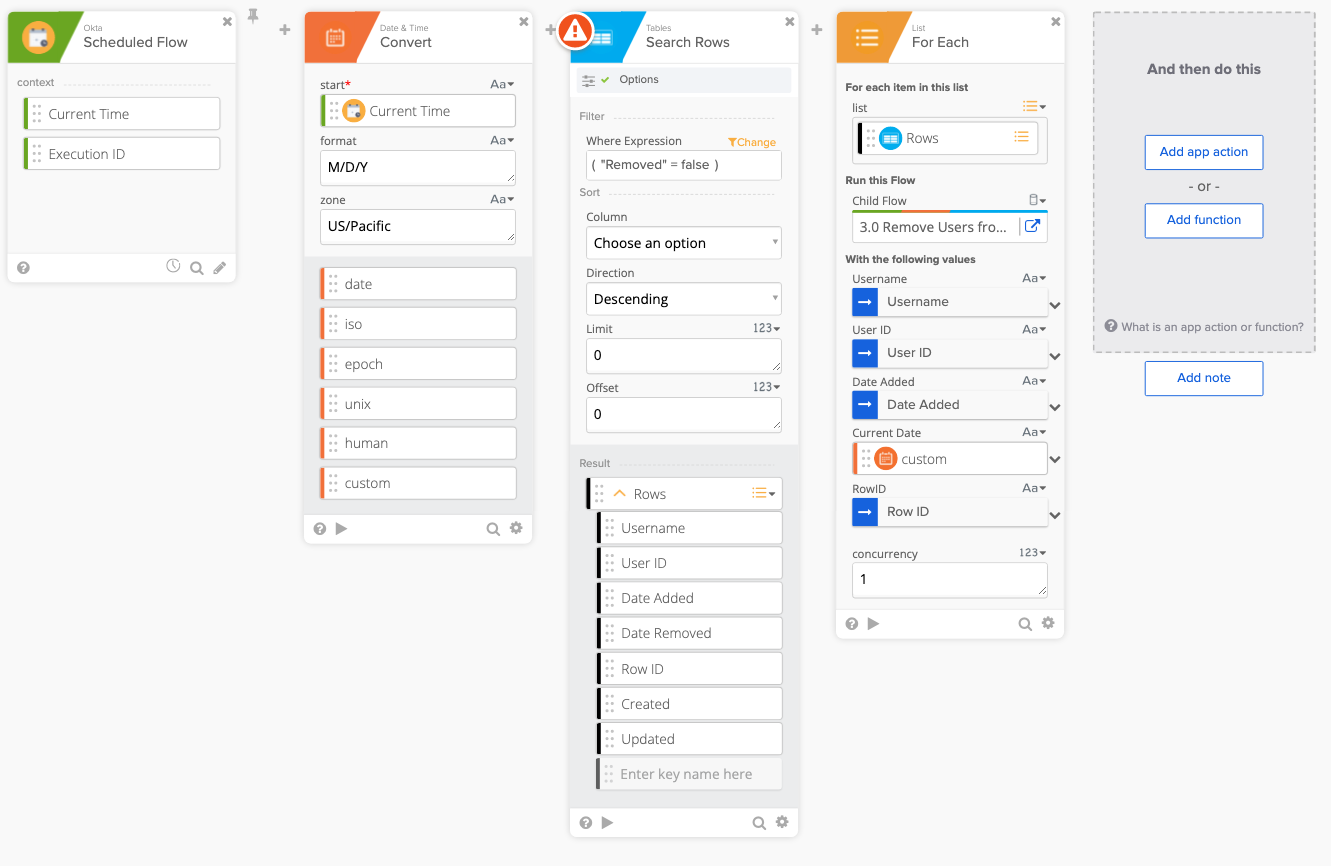 Okta
Scheduled Flow
context
Current Time
Execution ID
Date & Time
Convert
start*
Aa
Current Time
format
Aa
M/D/Y
zone
Aa
US/Pacific
date
iso
epoch
unix
human
custom
Tables
Search Rows
Options
Filter
Where Expression
Change
( "Removed" = false )
Sort
Column
Choose an option
Direction
Descending
Limit
123
0
Offset
123
0
Result
Rows
Username
User ID
Date Added
Date Removed
Row ID
Created
Updated
Enter key name here
List
For Each
For each item in this list
list
Rows
Run this Flow
Child Flow
3.0 Remove Users fro...
With the following values
Username
Aa
Username
User ID
Aa
User ID
Date Added
Aa
Date Added
Current Date
Aa
custom
RowID
Aa
Row ID
concurrency
123
1
And then do this
Add app action
- or -
Add function
What is an app action or function?
Add note